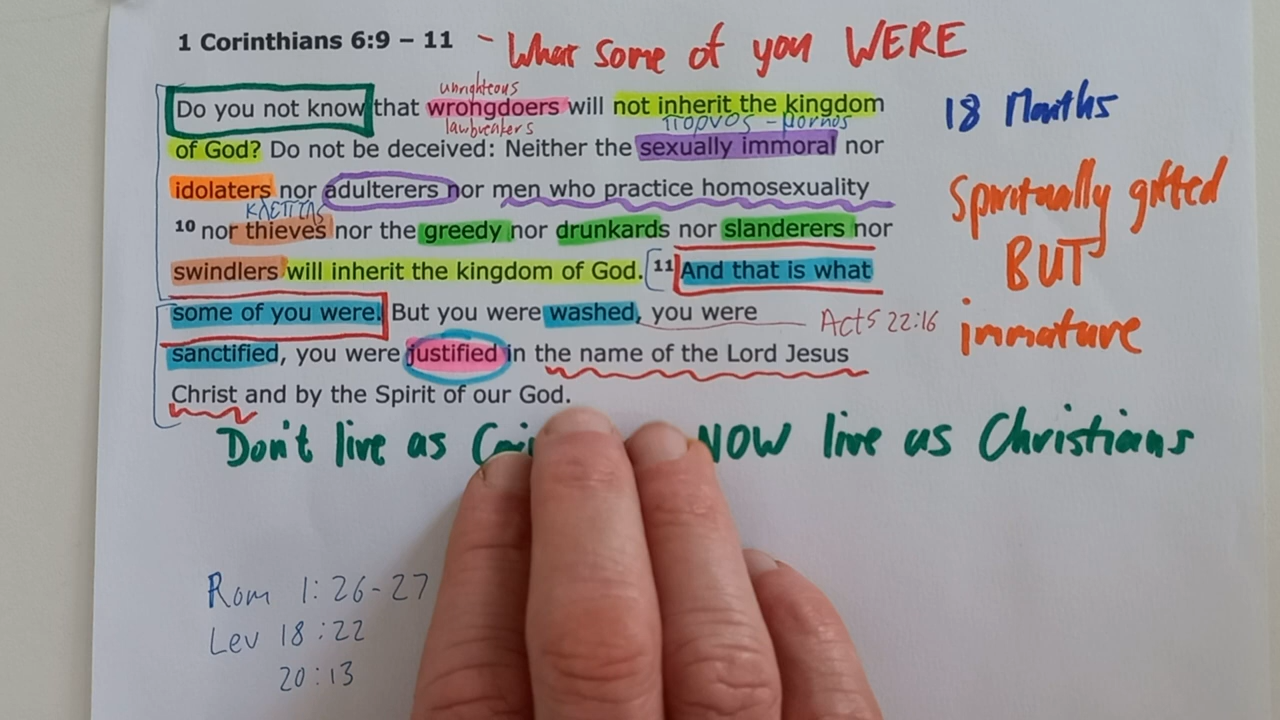 1 Corinthians 6:9 – 11 - What some of you WERE
unrighteous
Do you not know that wrongdoers will not inherit the kingdom
lawbreakers πορνος - pornos
of God? Do not be deceived: Neither the sexually immoral nor
idolaters nor adulterers nor men who practice homosexuality
κλεπτης
10 nor thieves nor the greedy nor drunkards nor slanderers nor
swindlers will inherit the kingdom of God. 11 And that is what
some of you were. But you were washed, you were
Acts 22:16
sanctified, you were justified in the name of the Lord Jesus
Christ and by the Spirit of our God.
18 Months
Spiritually gifted
BUT
immature
Don't live as NOW live as Christians
Rom 1:26-27
Lev 18:22
20:13